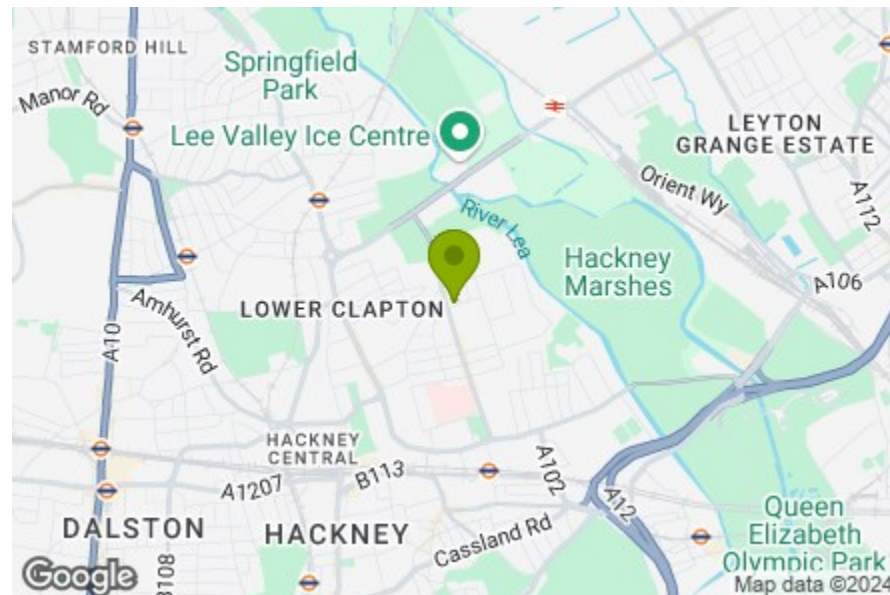 STAMFORD HILL
Springfield
Park
Manor Rd
Lee Valley Ice Centre
LEYTON
GRANGE ESTATE
Orient Wy
A112
River Lea
Hackney
Marshes
A106
LOWER CLAPTON
Amhurst Rd
A10
HACKNEY
CENTRAL
A1207
B113
A102
A12
DALSTON
HACKNEY
Cassland Rd
Queen
Elizabeth
Olympic Park
B108
Google
Map data ©2024